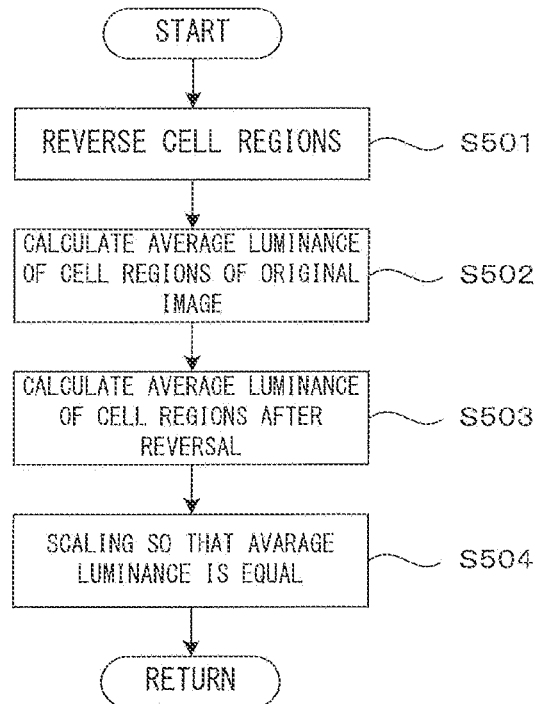 START
REVERSE CELL REGIONS
S501
CALCULATE AVERAGE LUMINANCE
OF CELL REGIONS OF ORIGINAL
IMAGE
S502
CALCULATE AVERAGE LUMINANCE
OF CELL REGIONS AFTER
REVERSAL
S503
SCALING SO THAT AVARAGE
LUMINANCE IS EQUAL
S504
RETURN